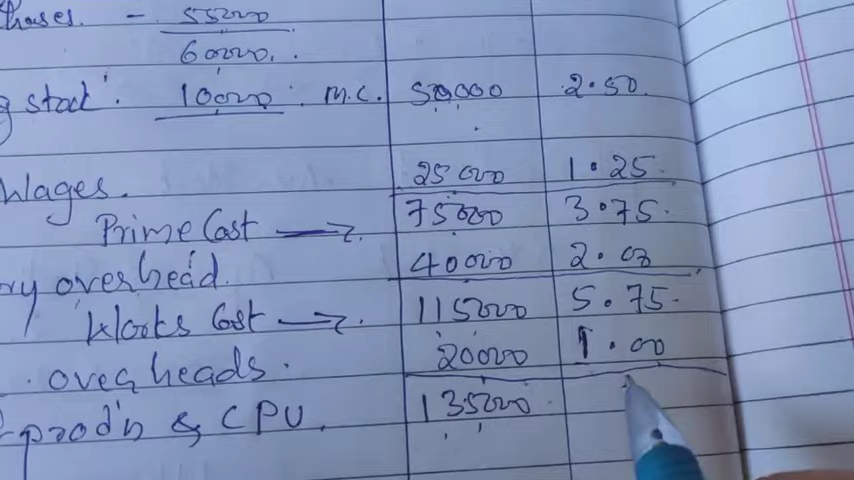 chases. - 55000
60000.
g stock. 10000. M.C. 50000 2.50.
Wages. 25000 1.25.
Prime Cost → 75000 3.75.
ry overhead. 40000 2.00
Works Cost → 115000 5.75-
. overheads. 20000 1.00
prod'n & CPU. 135000